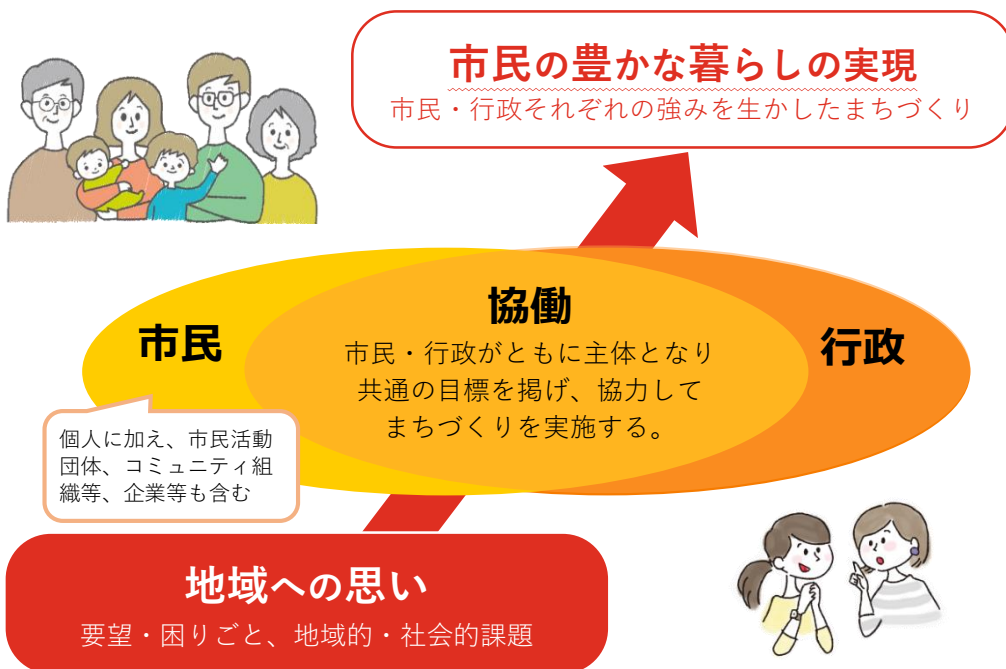 市民の豊かな暮らしの実現
市民・行政それぞれの強みを生かしたまちづくり
協働
市民
行政
市民・行政がともに主体となり
共通の目標を掲げ、協力して
まちづくりを実施する。
個人に加え、市民活動
団体、コミュニティ組
織等、企業等も含む
地域への思い
要望・困りごと、地域的・社会的課題